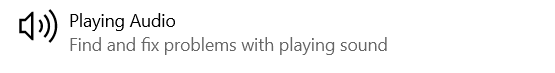 Playing Audio
Find and fix problems with playing sound